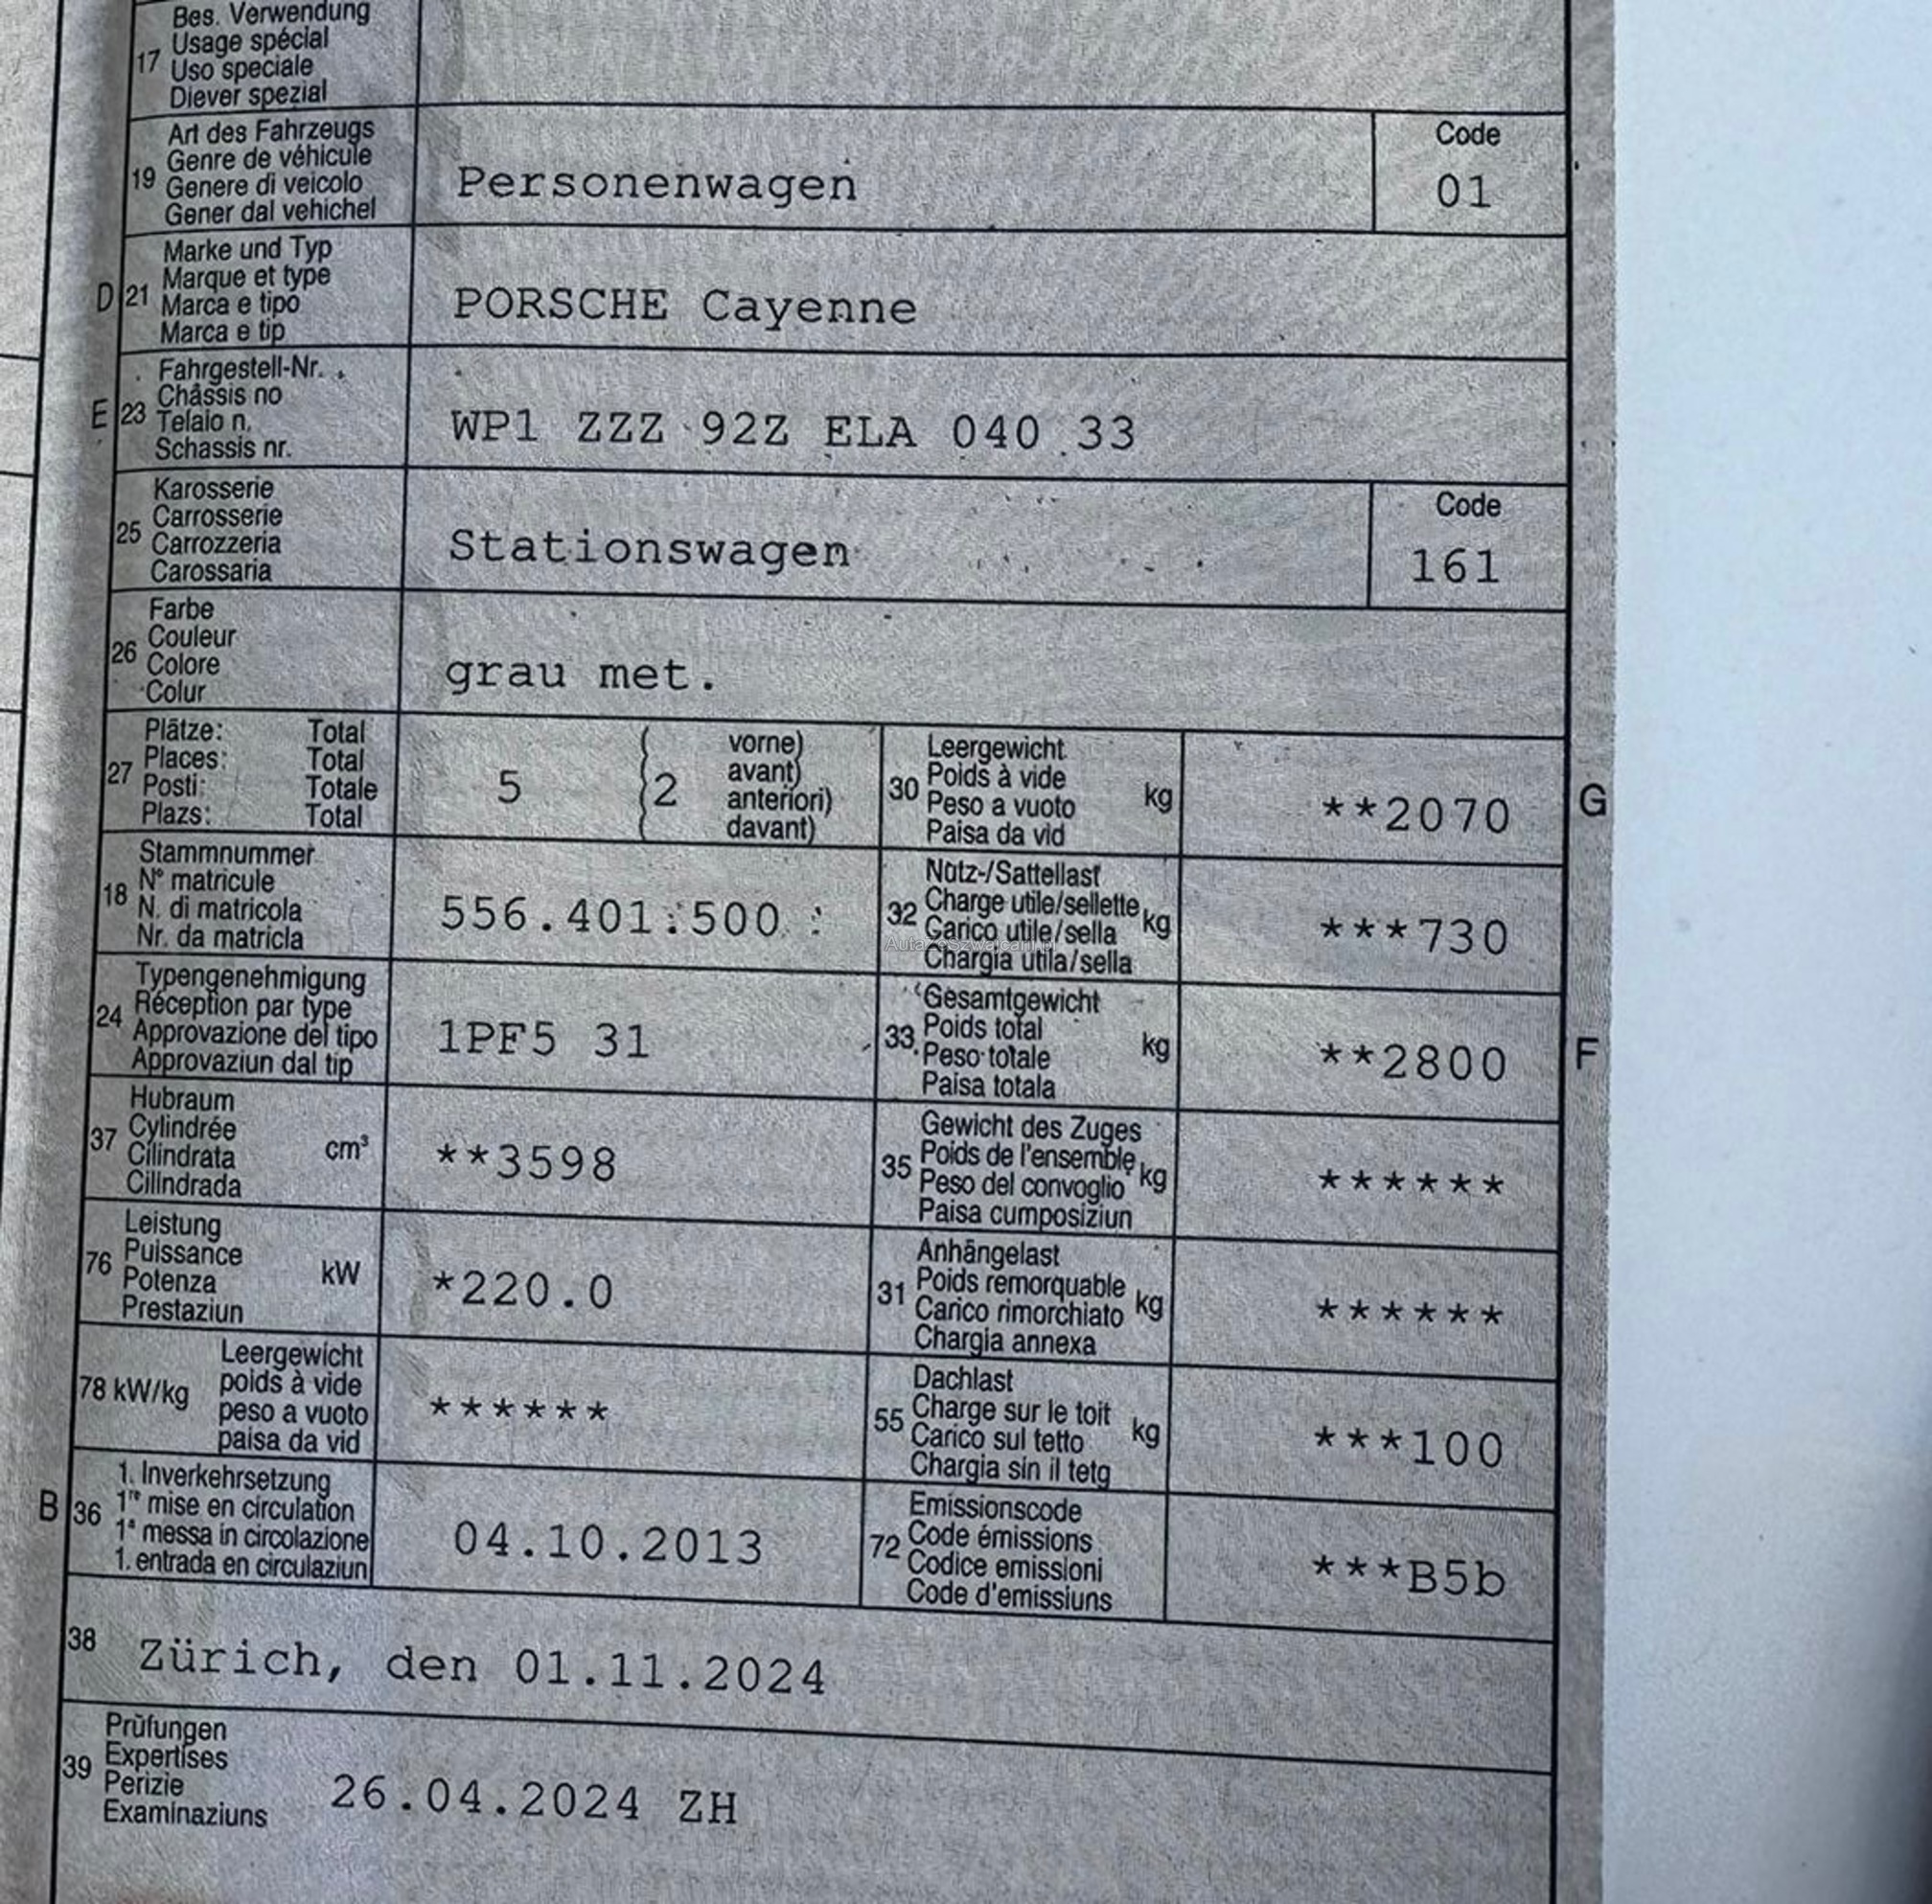 Bes. Verwendung
17 Usage spécial
Uso speciale
Diever spezial
Art des Fahrzeugs
19 Genre de véhicule
Genere di veicolo
Gener dal vehichel
Personenwagen
Code
01
Marke und Typ
D 21 Marque et type
Marca e tipo
Marca e tip
PORSCHE Cayenne
Fahrgestell-Nr.
E 23 Châssis no
Telaio n.
Schassis nr.
WP1 ZZZ 92Z ELA 040 33
Karosserie
25 Carrosserie
Carrozzeria
Carossaria
Stationswagen
Code
161
Farbe
26 Couleur
Colore
Colur
grau met.
Plätze: Total
27 Places: Total
Posti: Totale
Plazs: Total
5 2
vorne)
avant)
anteriori)
davant)
Leergewicht
30 Poids à vide kg
Peso a vuoto
Paisa da vid
**2070 G
Stammnummer
18 N° matricule
N. di matricola
Nr. da matricla
556.401.500
Nutz-/Sattellast
32 Charge utile/sellette kg
Carico utile/sella
Chargia utila/sella
***730
AutazeSzwajcarii.pl
Typengenehmigung
24 Réception par type
Approvazione del tipo
Approvaziun dal tip
1PF5 31
Gesamtgewicht
33 Poids total kg
Peso totale
Paisa totala
**2800 F
Hubraum
37 Cylindrée cm³
Cilindrata
Cilindrada
**3598
Gewicht des Zuges
35 Poids de l'ensemble kg
Peso del convoglio
Paisa cumposiziun
******
Leistung
76 Puissance kW
Potenza
Prestaziun
*220.0
Anhängelast
31 Poids remorquable kg
Carico rimorchiato
Chargia annexa
******
Leergewicht
78 kW/kg poids à vide
peso a vuoto
paisa da vid
******
Dachlast
55 Charge sur le toit kg
Carico sul tetto
Chargia sin il tetg
***100
1. Inverkehrsetzung
B 36 1re mise en circulation
1a messa in circolazione
1. entrada en circulaziun
04.10.2013
Emissionscode
72 Code émissions
Codice emissioni
Code d'emissiuns
***B5b
38 Zürich, den 01.11.2024
Prüfungen
39 Expertises
Perizie
Examinaziuns
26.04.2024 ZH